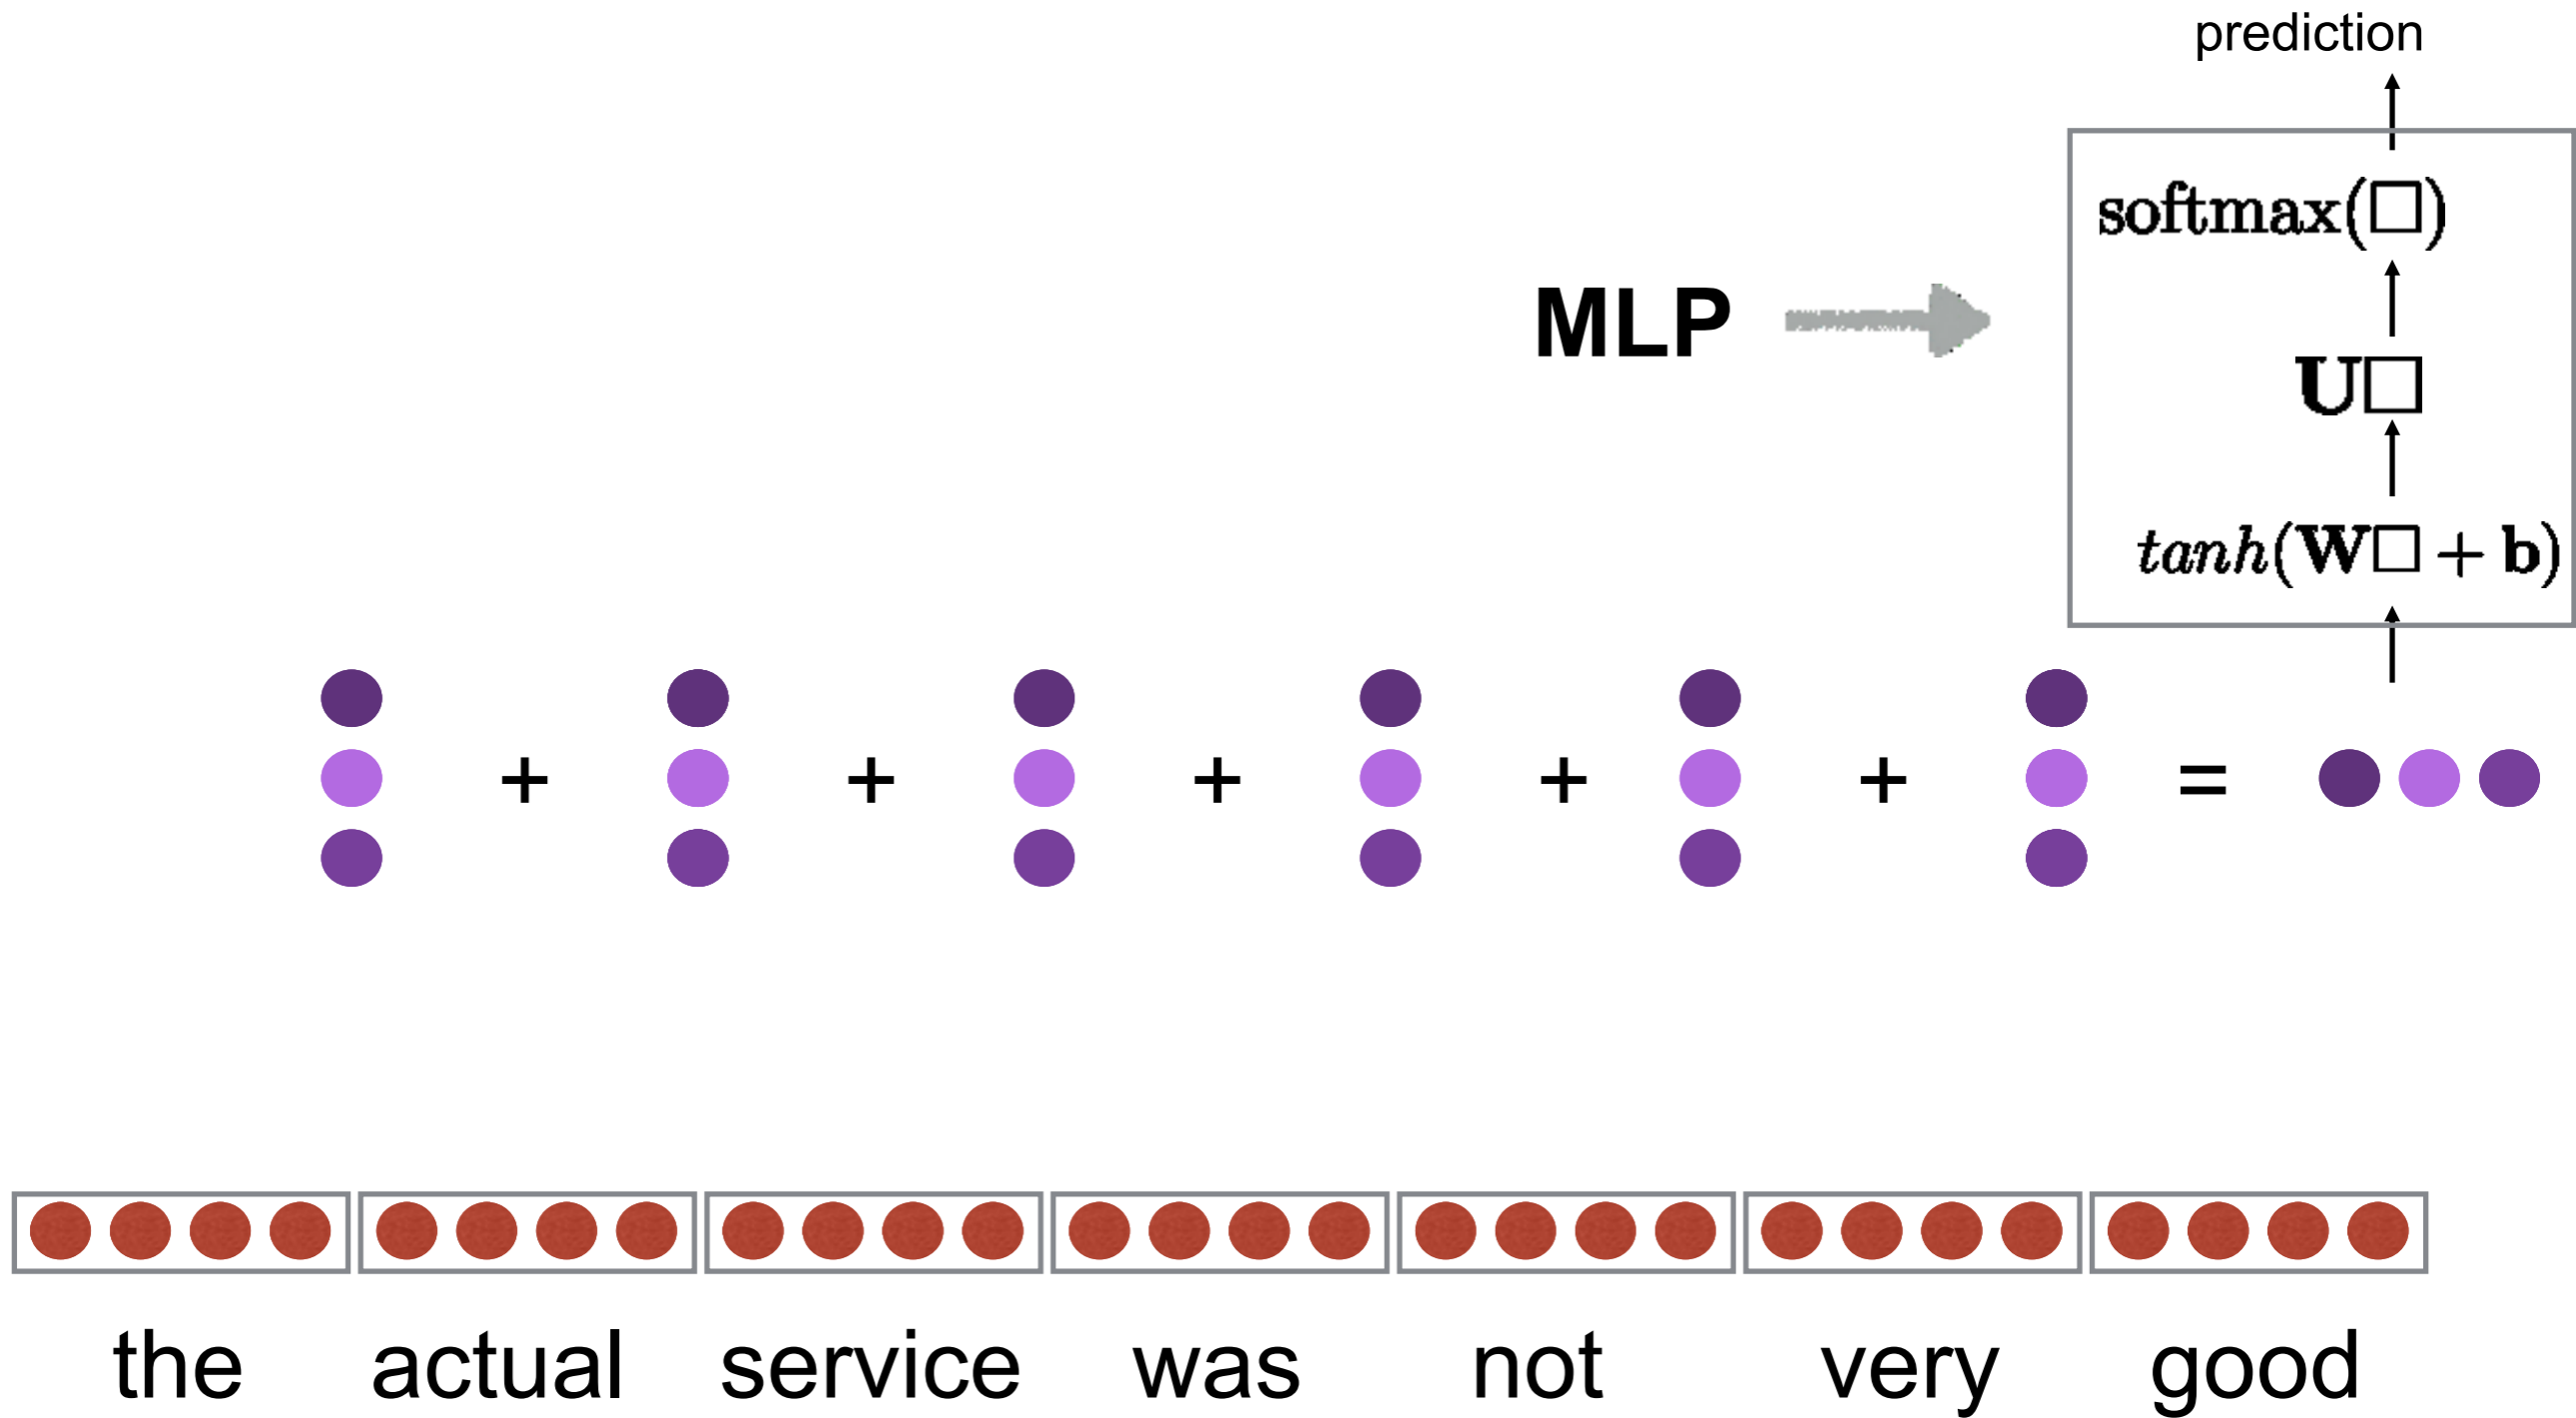 prediction
softmax(□)
MLP
U□
tanh(W□ + b)
+ + + + + =
the actual service was not very good